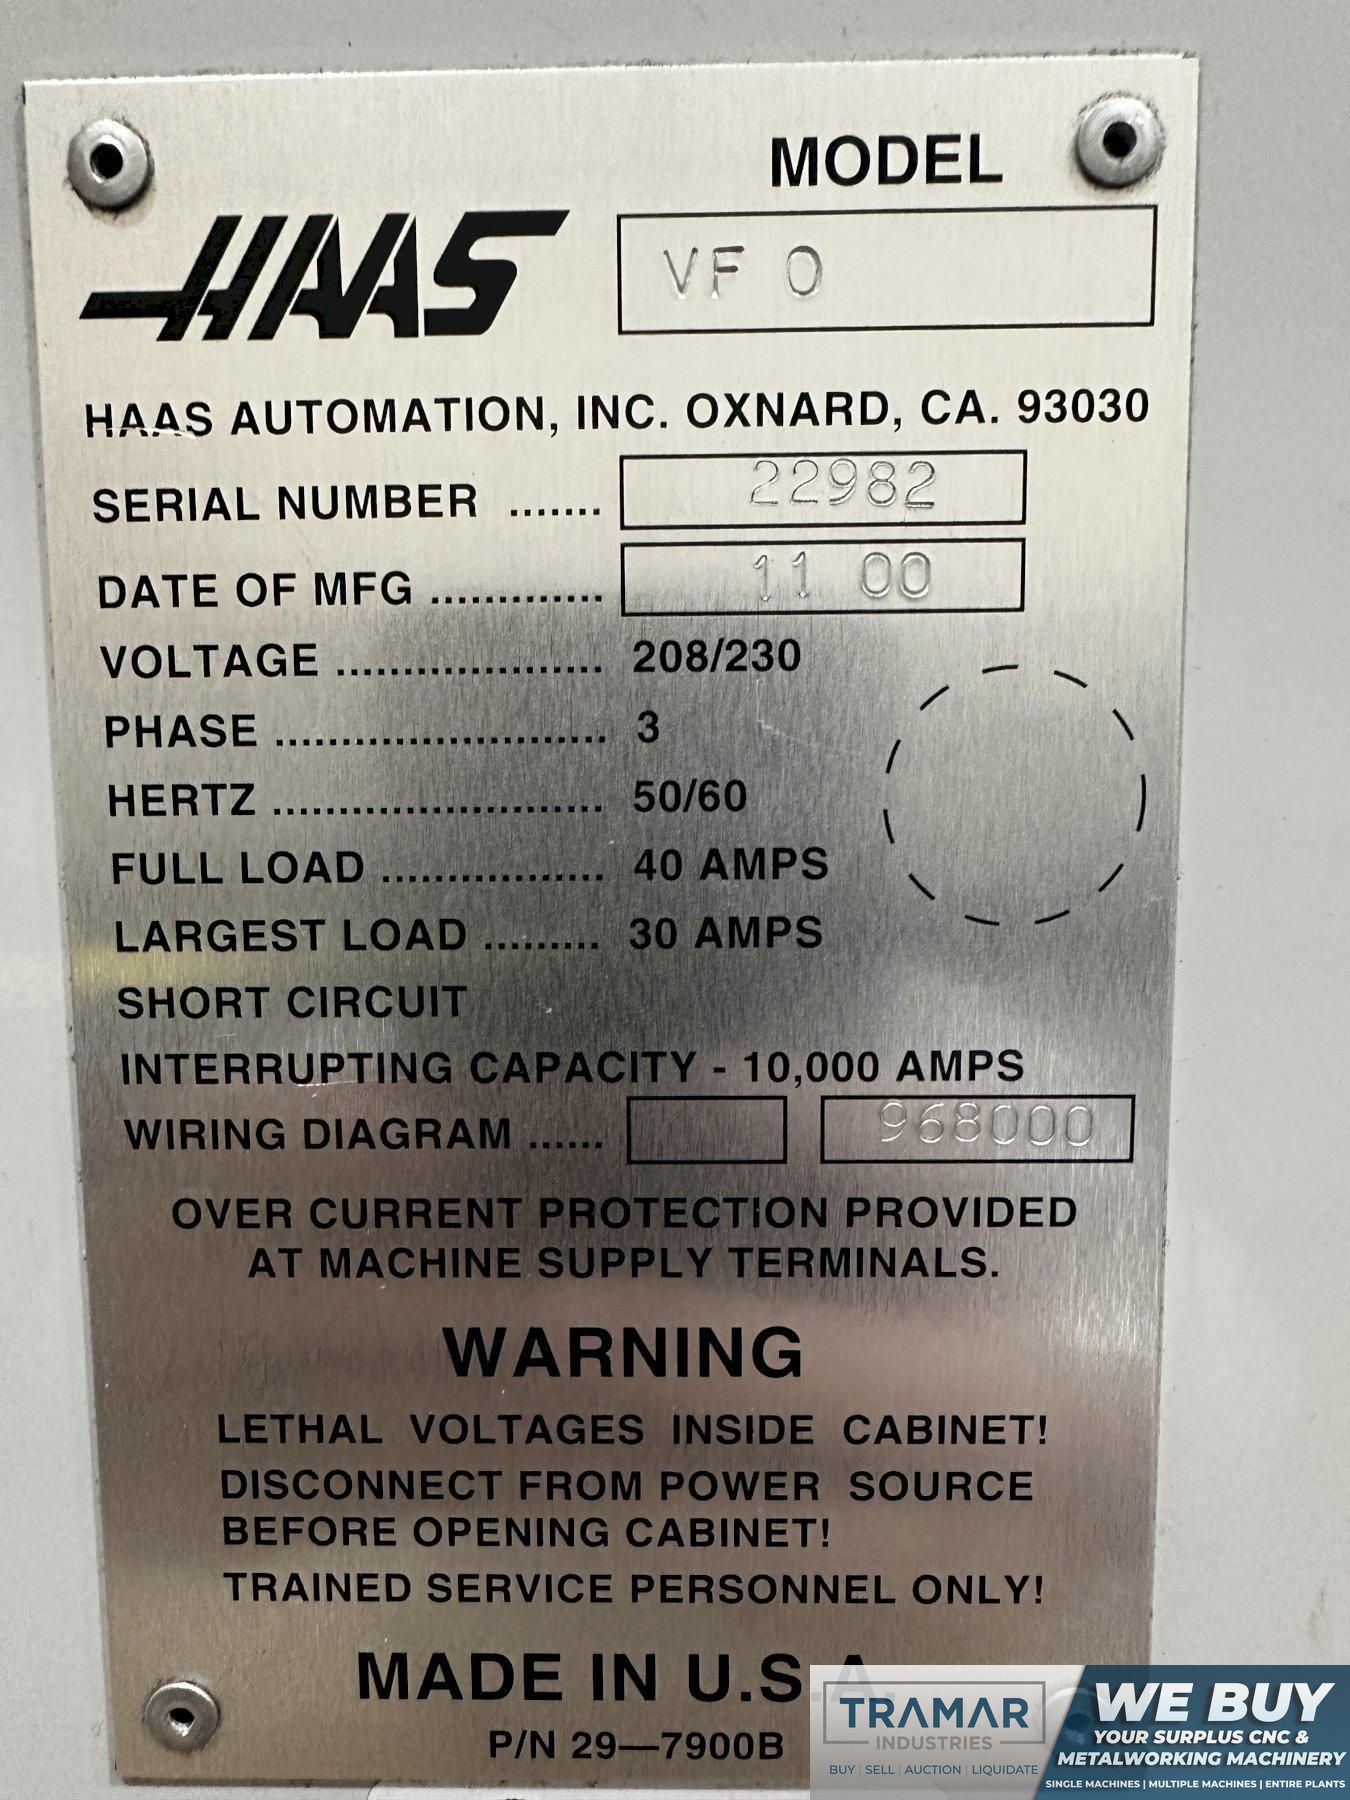 MODEL
HAAS
VF 0
HAAS AUTOMATION, INC. OXNARD, CA. 93030
SERIAL NUMBER ....... 22982
DATE OF MFG ............. 11 00
VOLTAGE .................... 208/230
PHASE ......................... 3
HERTZ ......................... 50/60
FULL LOAD ................. 40 AMPS
LARGEST LOAD ......... 30 AMPS
SHORT CIRCUIT
INTERRUPTING CAPACITY - 10,000 AMPS
WIRING DIAGRAM ...... 968000
OVER CURRENT PROTECTION PROVIDED
AT MACHINE SUPPLY TERMINALS.
WARNING
LETHAL VOLTAGES INSIDE CABINET!
DISCONNECT FROM POWER SOURCE
BEFORE OPENING CABINET!
TRAINED SERVICE PERSONNEL ONLY!
MADE IN U.S.A.
P/N 29—7900B
TRAMAR
INDUSTRIES
BUY | SELL | AUCTION | LIQUIDATE
WE BUY
YOUR SURPLUS CNC &
METALWORKING MACHINERY
SINGLE MACHINES | MULTIPLE MACHINES | ENTIRE PLANTS